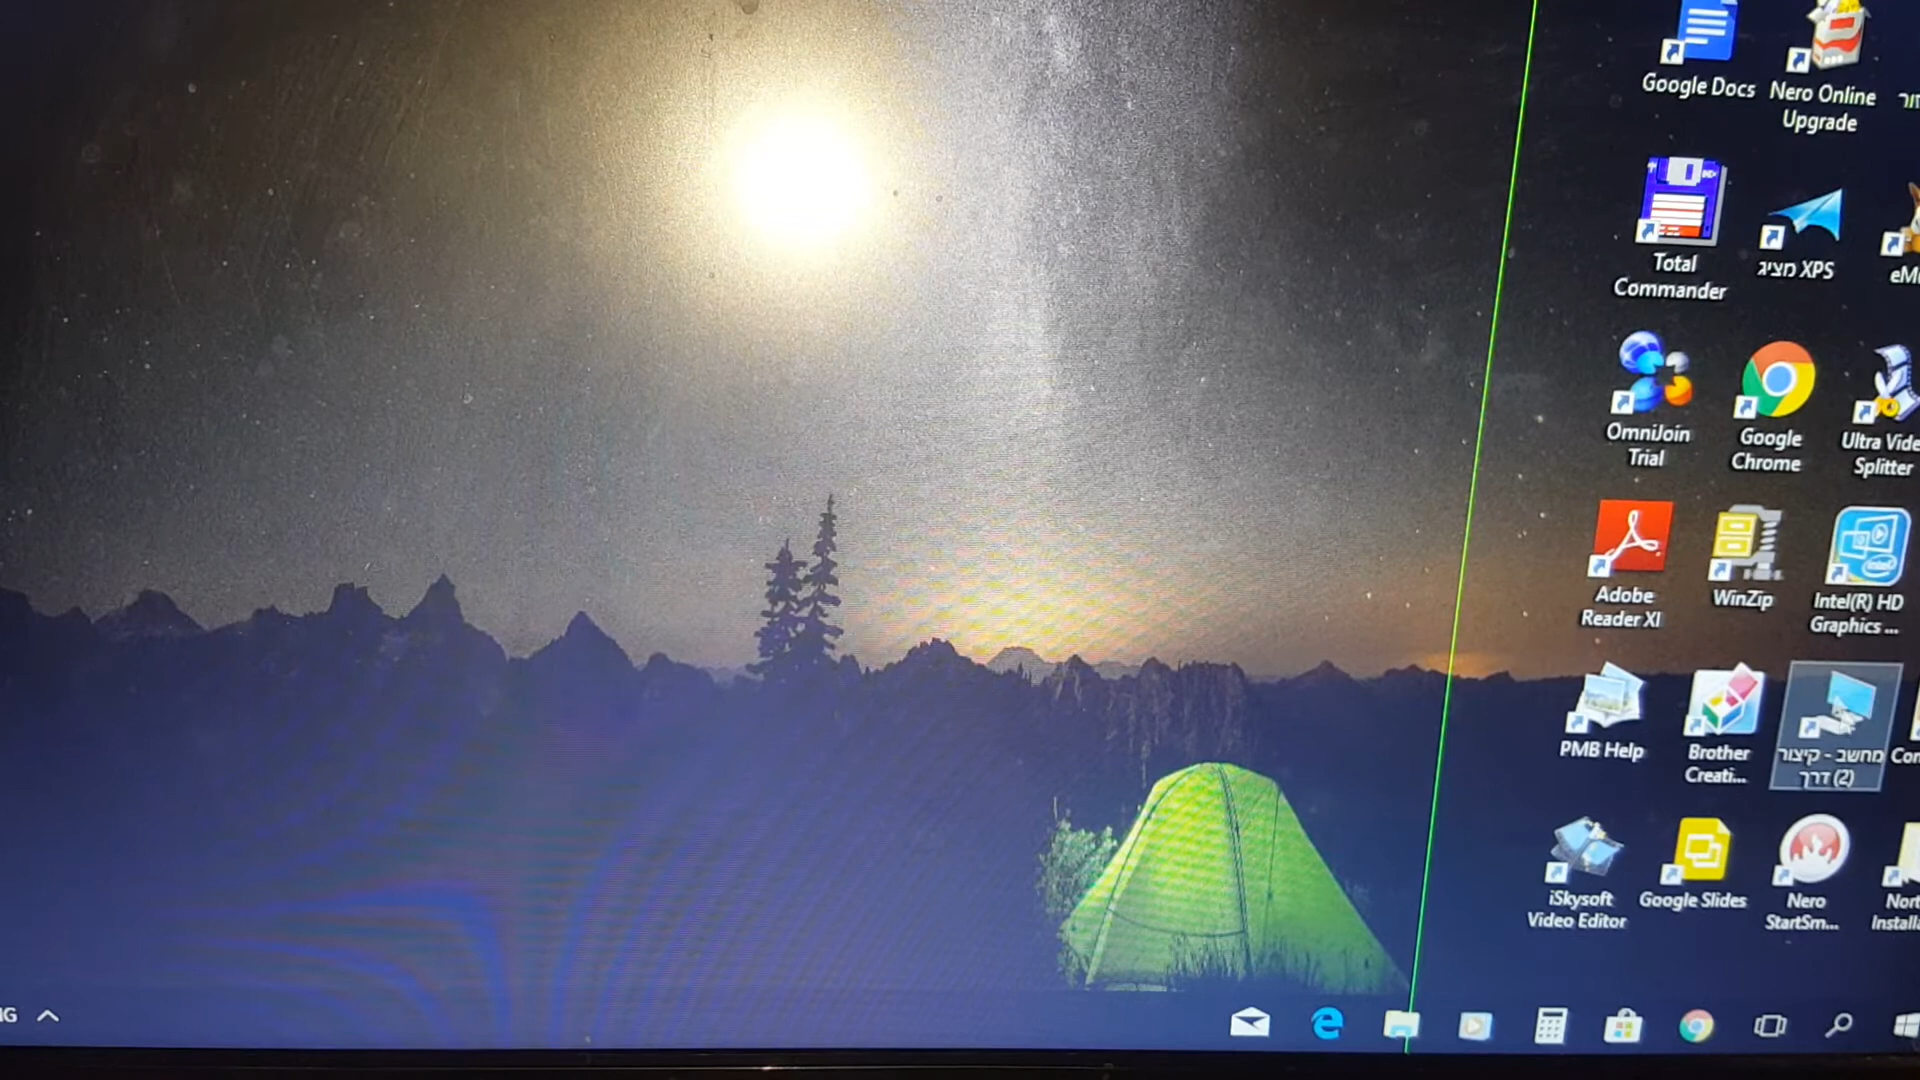 Google Docs
Nero Online
Upgrade
Total
Commander
מציג XPS
OmniJoin
Trial
Google
Chrome
Ultra Vide
Splitter
Adobe
Reader XI
WinZip
Intel(R) HD
Graphics ...
PMB Help
Brother
Creati...
מחשב - קיצור
דרך (2)
iSkysoft
Video Editor
Google Slides
Nero
StartSm...
Nort
Installa